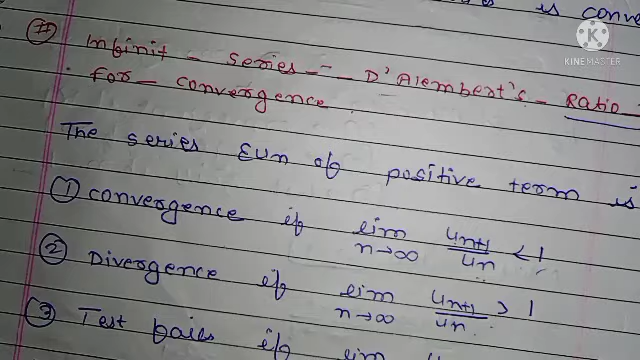 is conve
# Infinit - series - - D'Alembert's - Ratio -
for - convergence
The series Σun of positive term is
① convergence if lim n→∞ un+1/un < 1
② Divergence if lim n→∞ un+1/un > 1
③ Test fails if lim
KINEMASTER